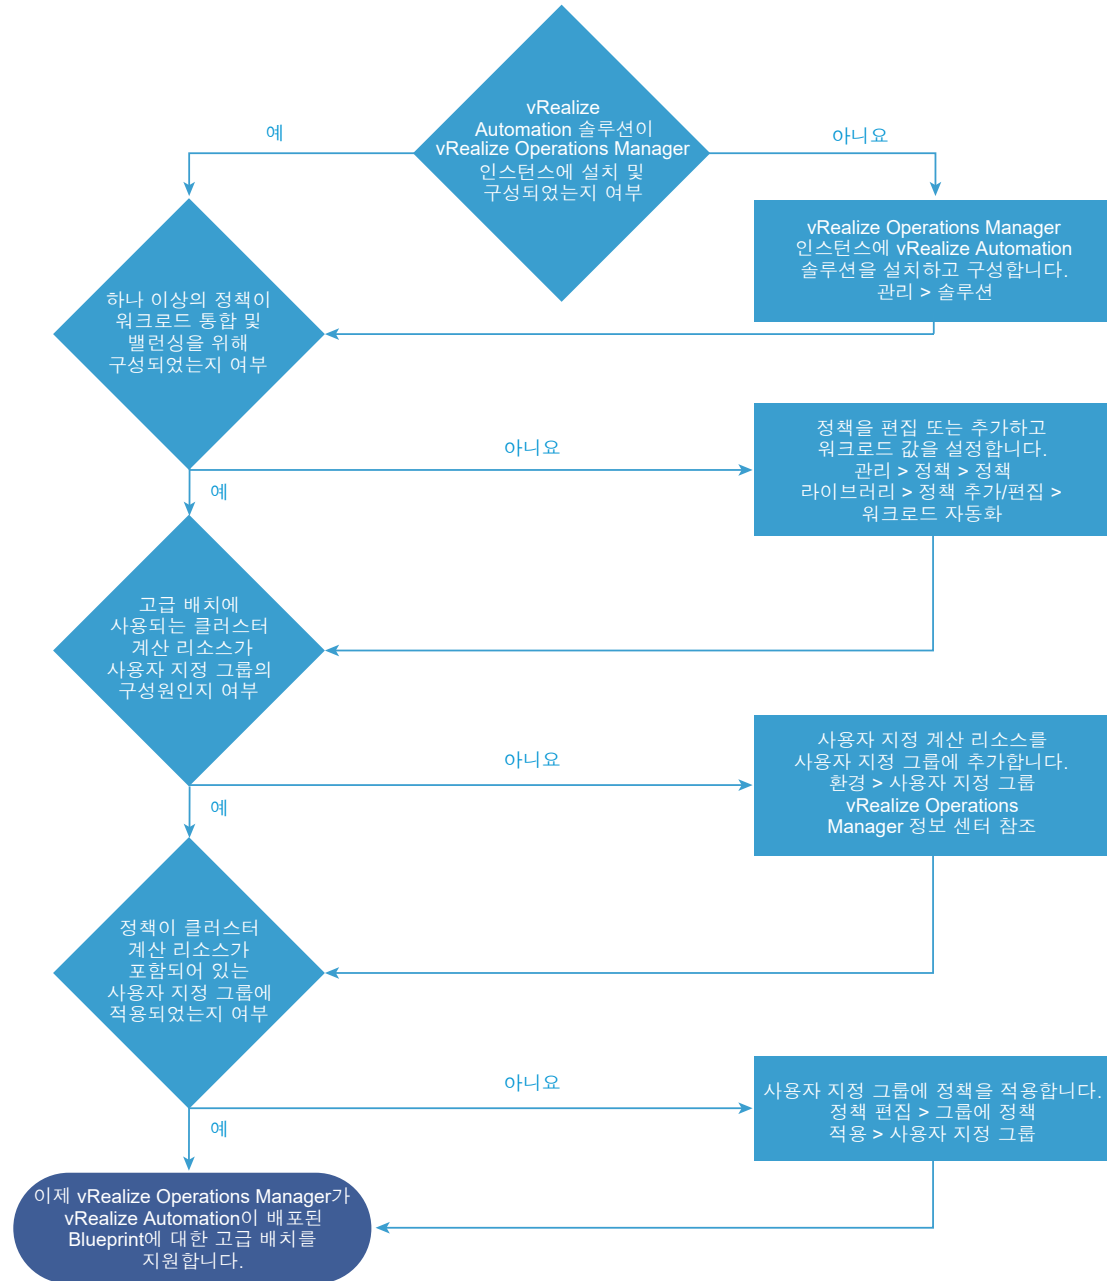 vRealize
Automation 솔루션이
vRealize Operations Manager
인스턴스에 설치 및
구성되었는지 여부
예
아니요
vRealize Operations Manager
인스턴스에 vRealize Automation
솔루션을 설치하고 구성합니다.
관리 > 솔루션
하나 이상의 정책이
워크로드 통합 및
밸런싱을 위해
구성되었는지 여부
아니요
예
정책을 편집 또는 추가하고
워크로드 값을 설정합니다.
관리 > 정책 > 정책
라이브러리 > 정책 추가/편집 >
워크로드 자동화
고급 배치에
사용되는 클러스터
계산 리소스가
사용자 지정 그룹의
구성원인지 여부
아니요
예
사용자 지정 계산 리소스를
사용자 지정 그룹에 추가합니다.
환경 > 사용자 지정 그룹
vRealize Operations
Manager 정보 센터 참조
정책이 클러스터
계산 리소스가
포함되어 있는
사용자 지정 그룹에
적용되었는지 여부
아니요
예
사용자 지정 그룹에 정책을 적용합니다.
정책 편집 > 그룹에 정책
적용 > 사용자 지정 그룹
이제 vRealize Operations Manager가
vRealize Automation이 배포된
Blueprint에 대한 고급 배치를
지원합니다.